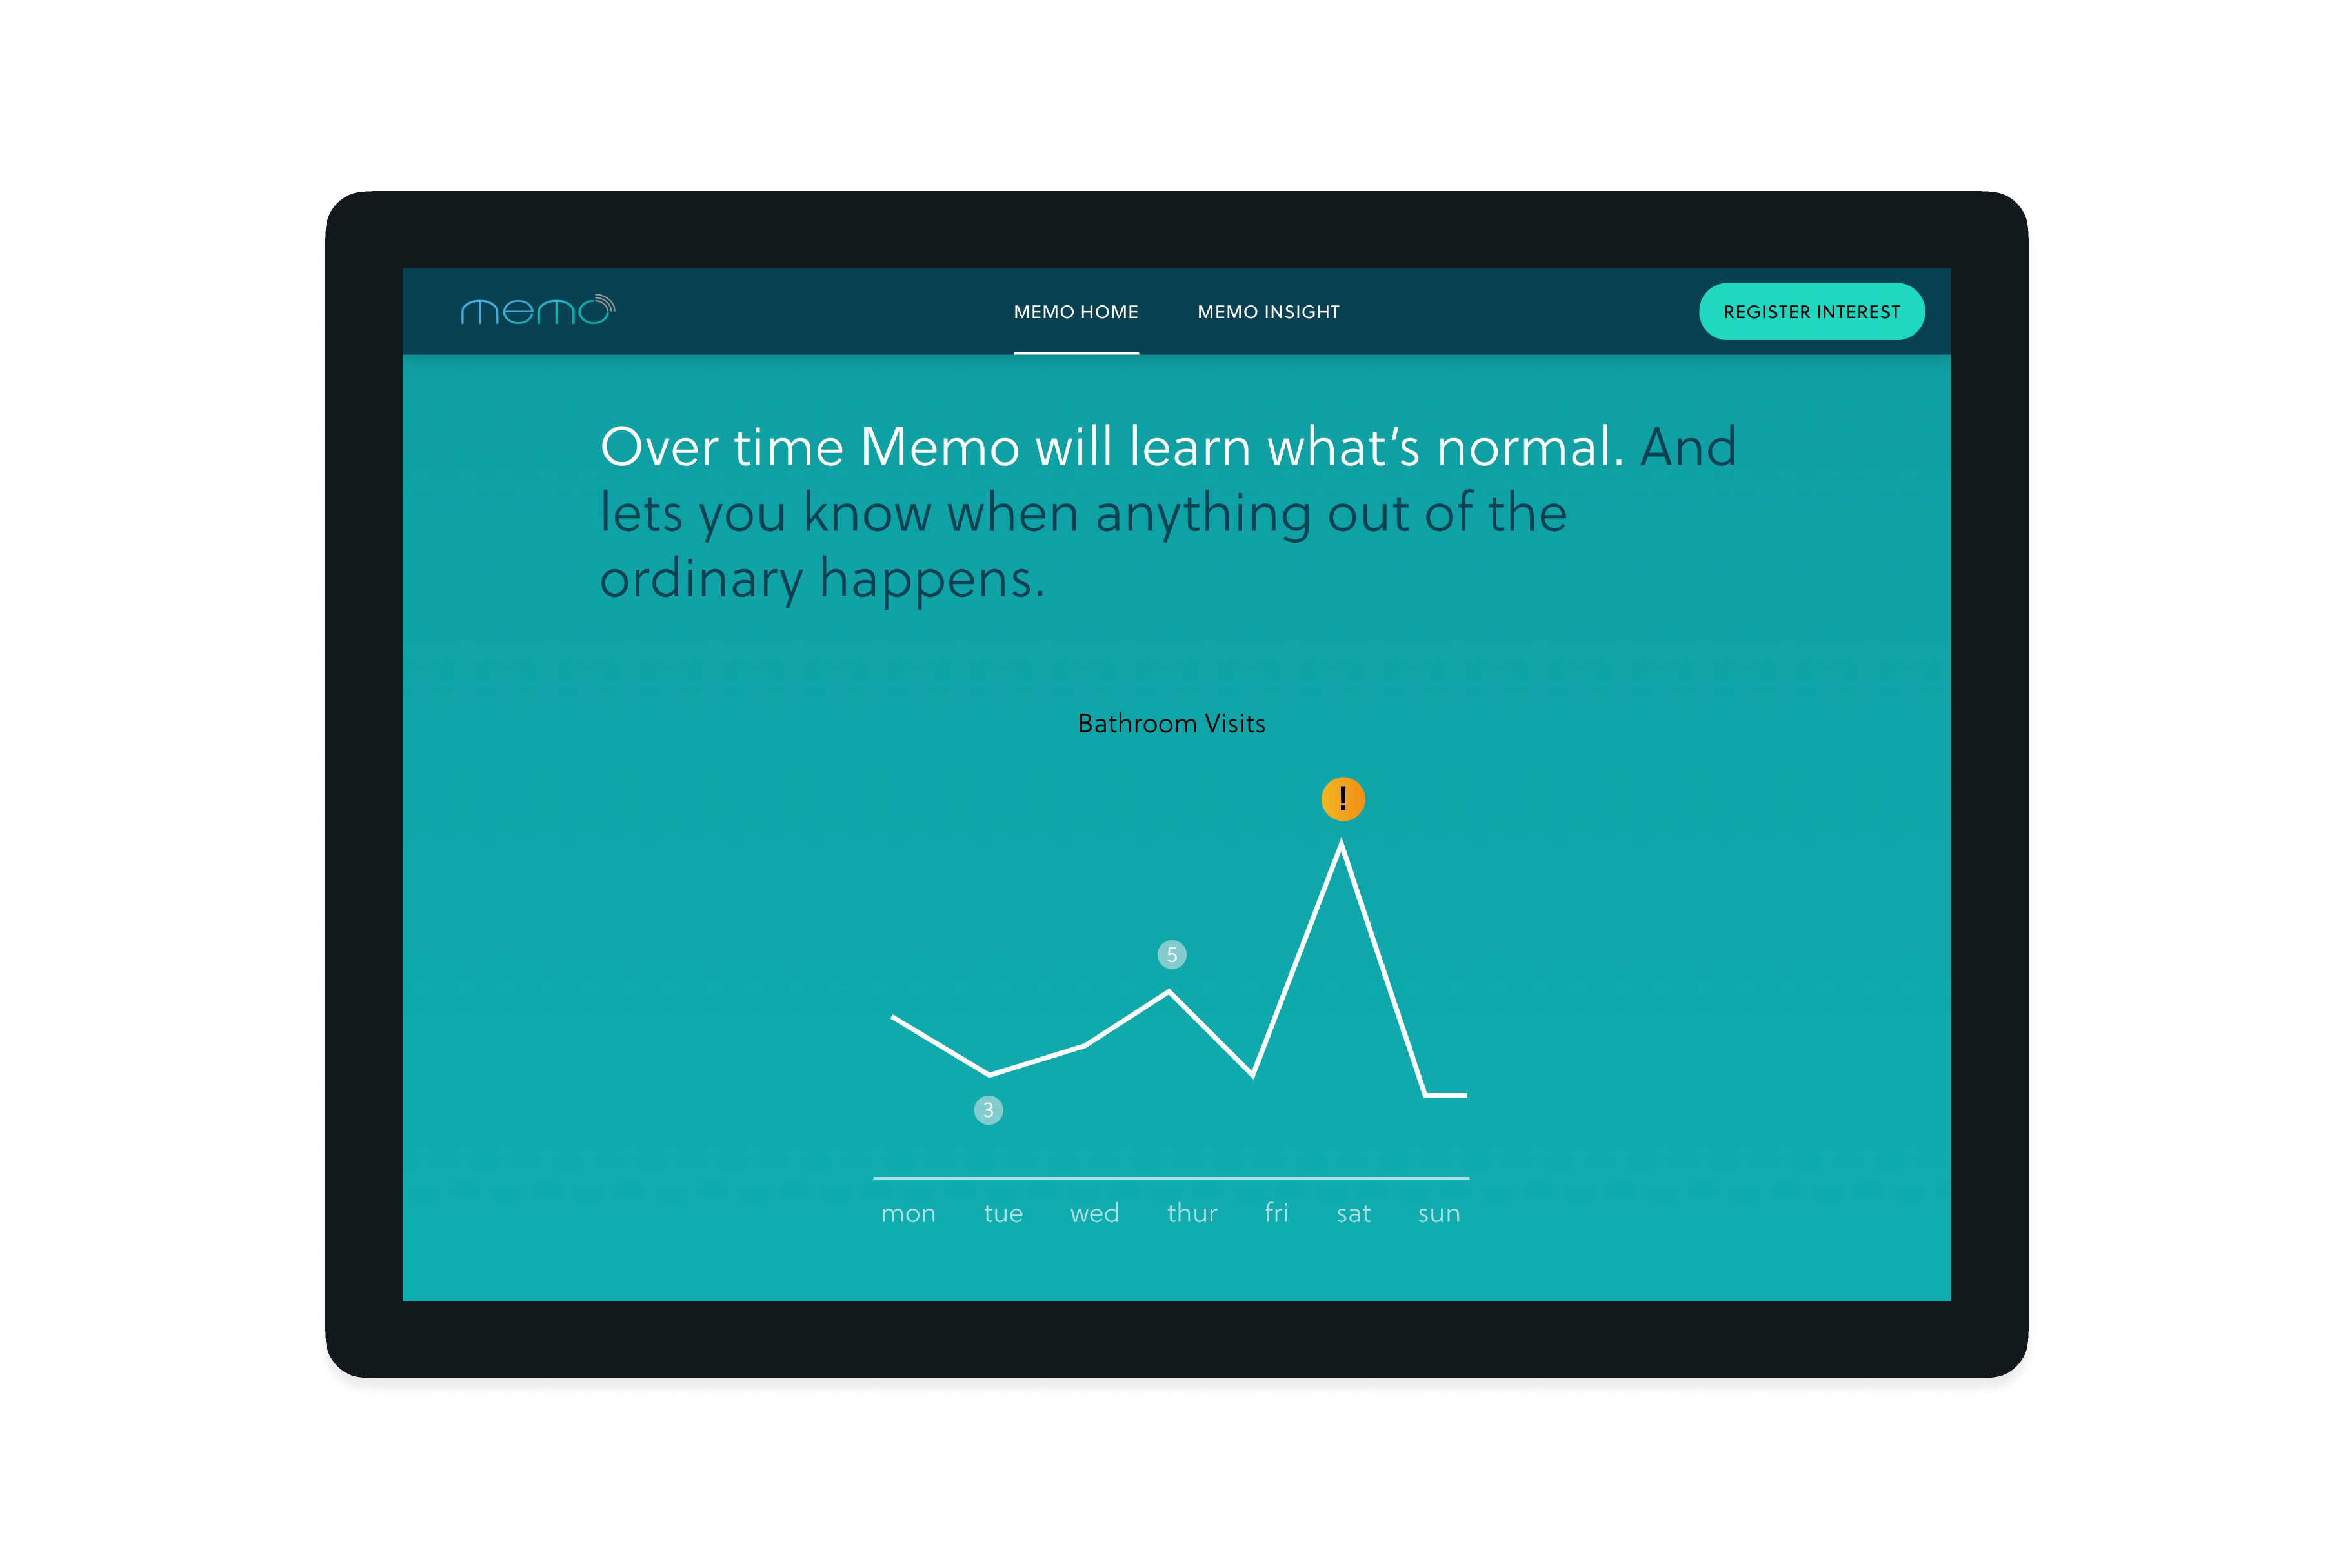 memo
MEMO HOME
MEMO INSIGHT
REGISTER INTEREST
Over time Memo will learn what's normal. And
lets you know when anything out of the
ordinary happens.
Bathroom Visits
!
5
3
mon tue wed thur fri sat sun